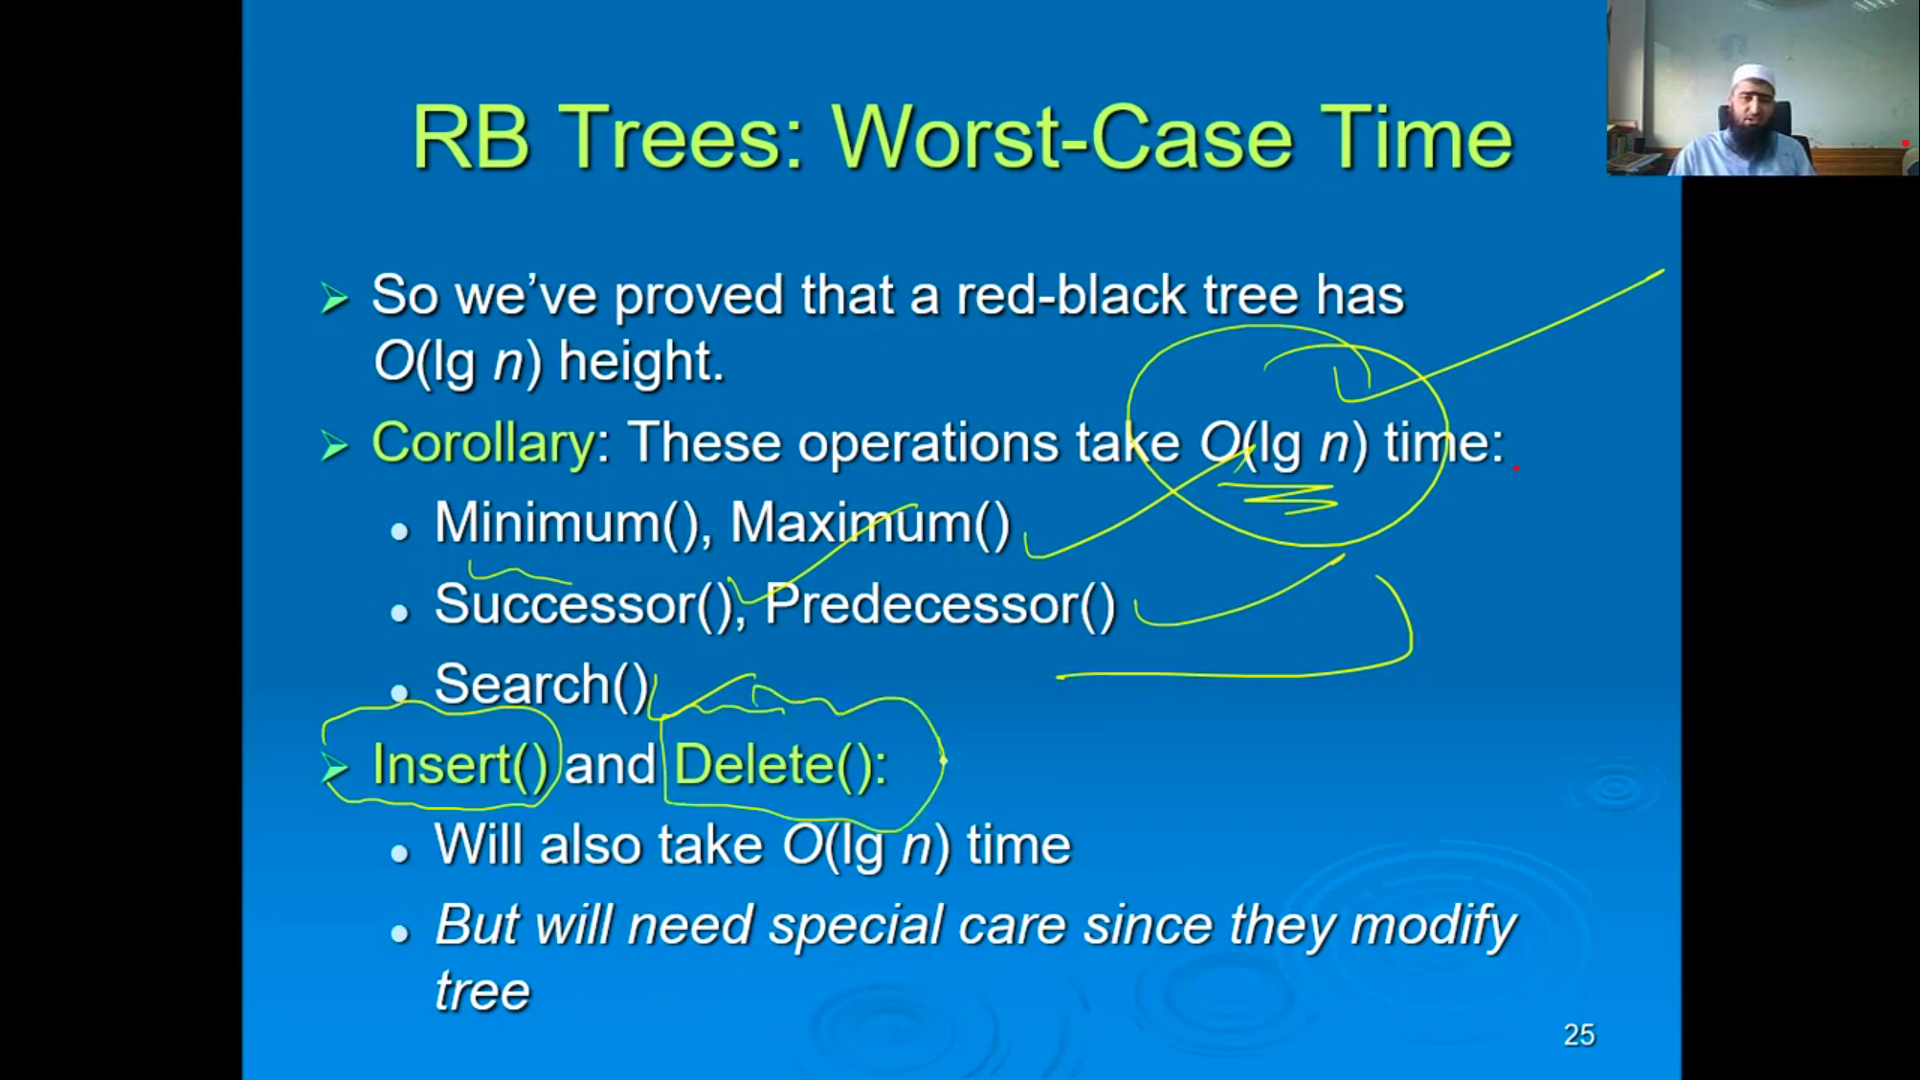 RB Trees: Worst-Case Time
So we’ve proved that a red-black tree has
O(lg n) height.
Corollary: These operations take O(lg n) time:
Minimum(), Maximum()
Successor(), Predecessor()
Search()
Insert() and Delete():
Will also take O(lg n) time
But will need special care since they modify
tree
25